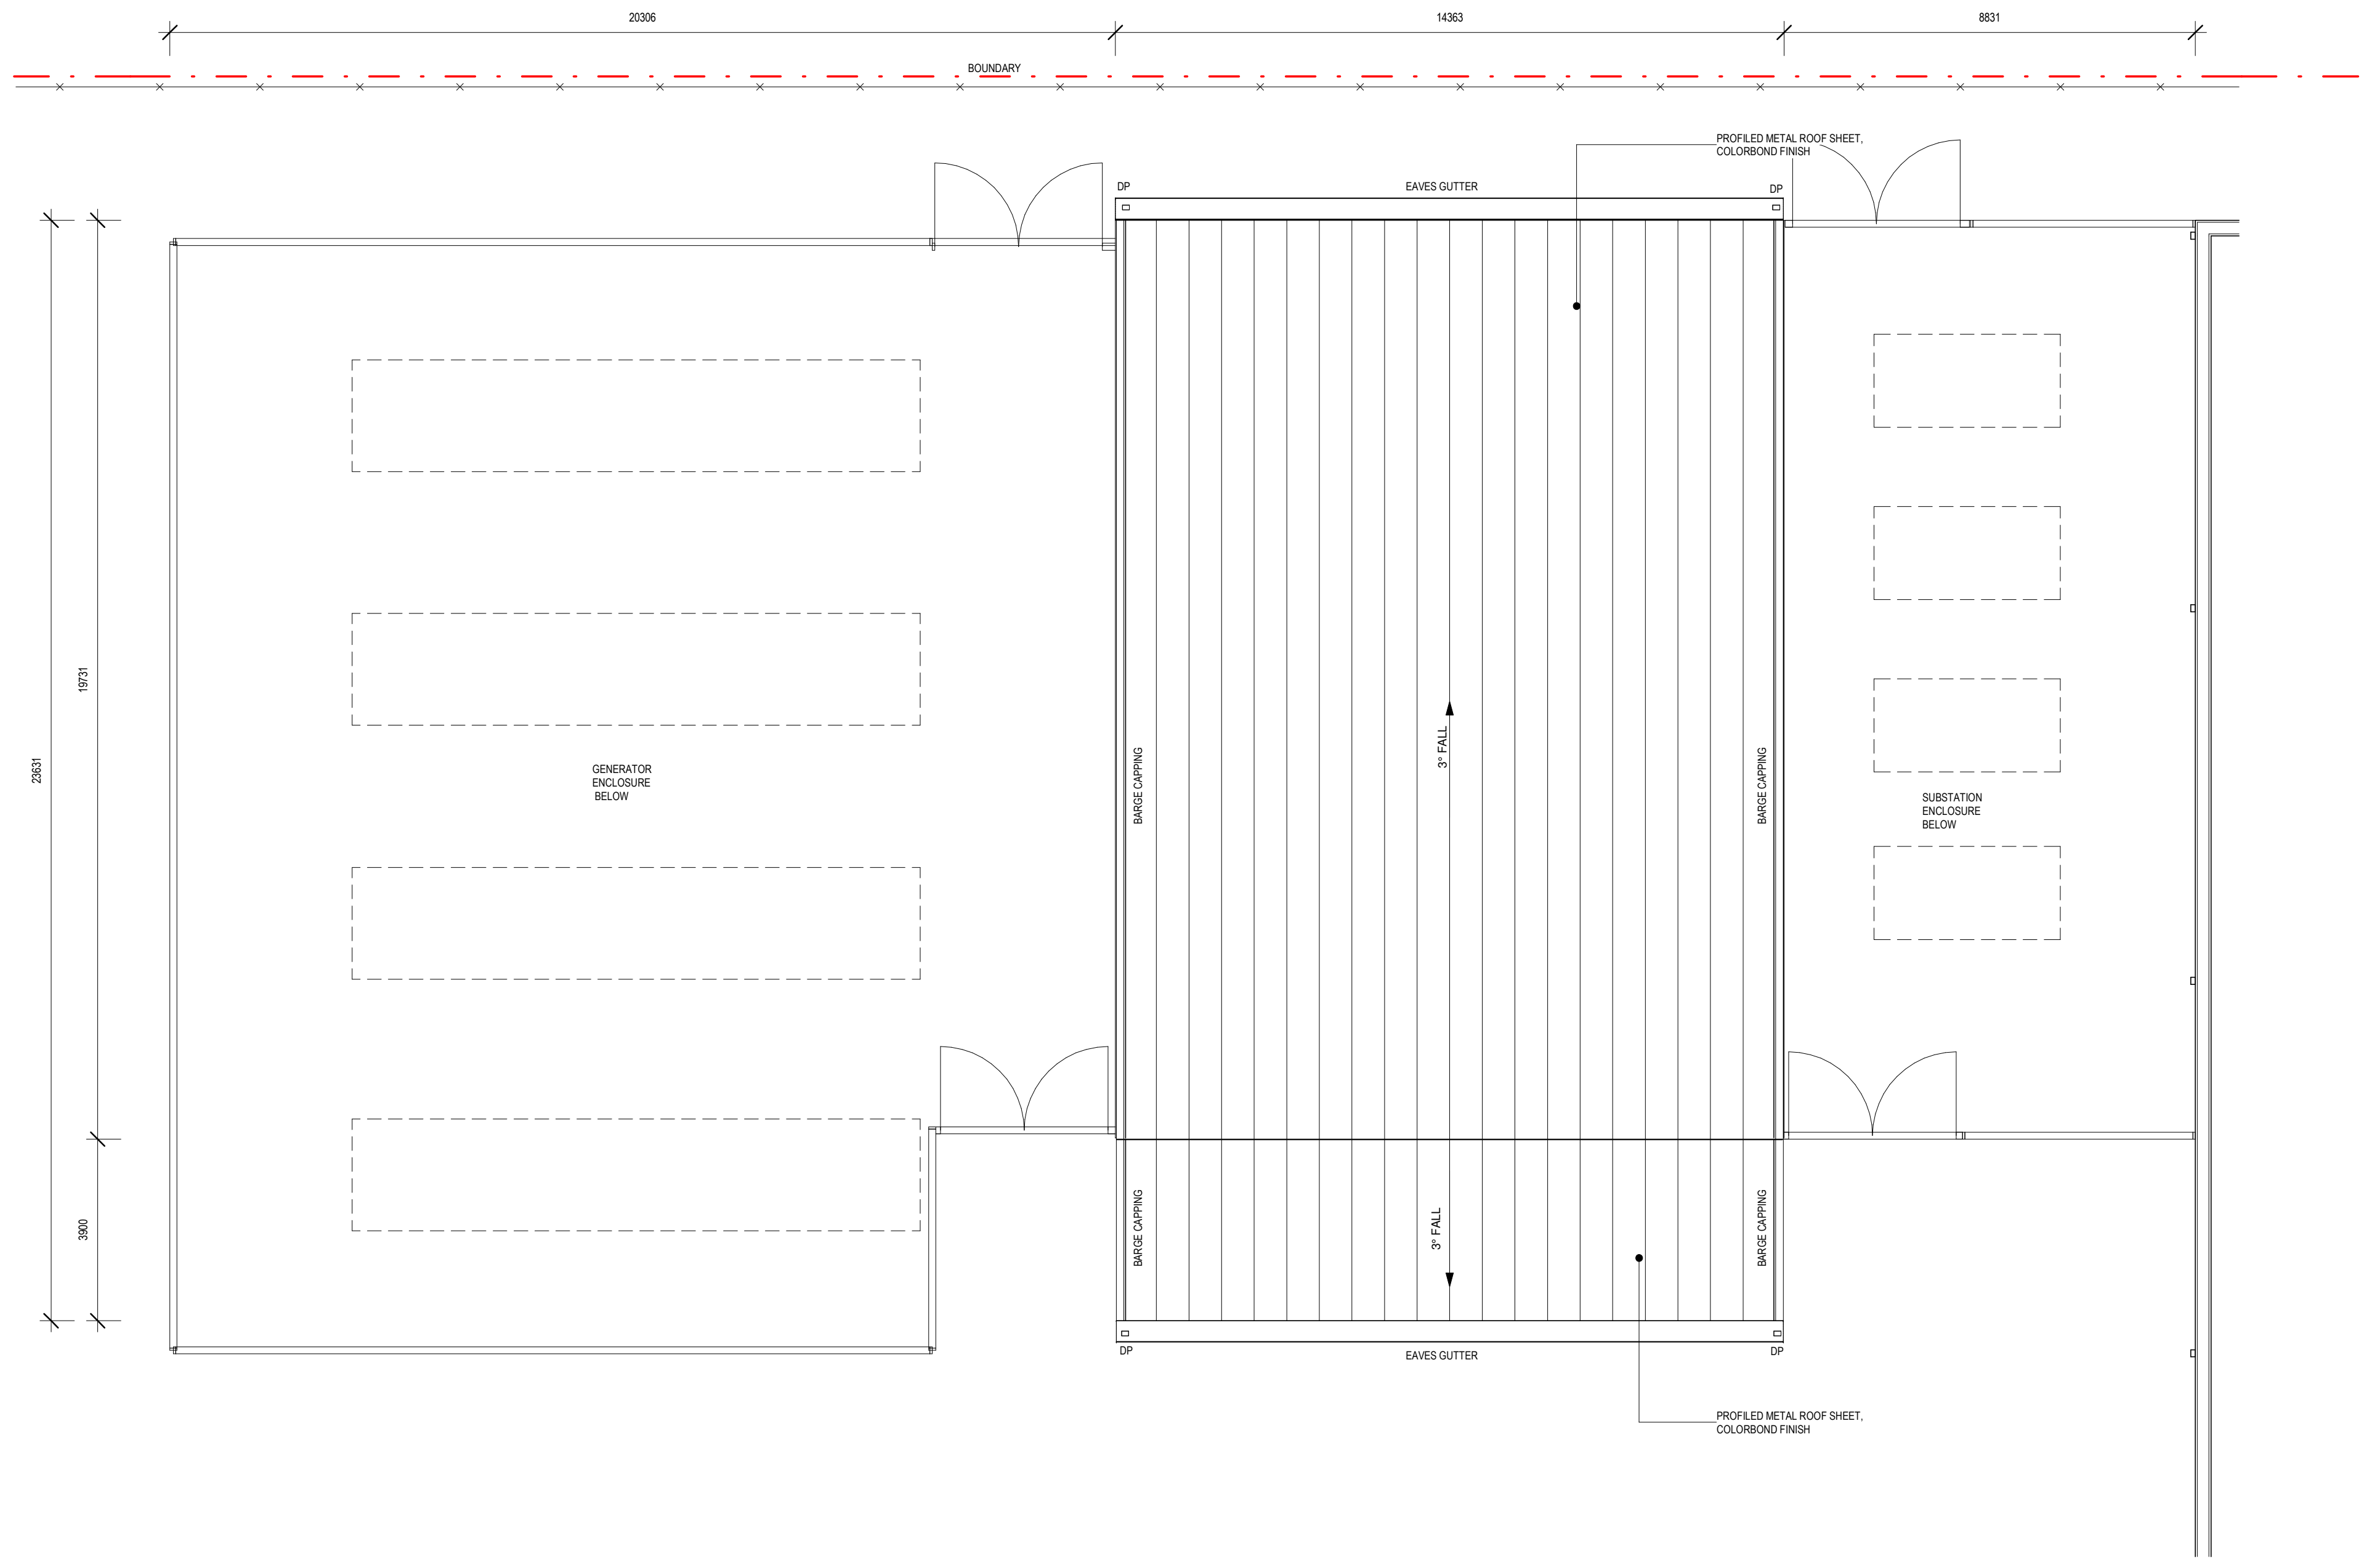 20306
14363
8831
BOUNDARY
PROFILED METAL ROOF SHEET,
COLORBOND FINISH
DP
EAVES GUTTER
DP
19731
23631
3° FALL
BARGE CAPPING
BARGE CAPPING
GENERATOR
ENCLOSURE
BELOW
SUBSTATION
ENCLOSURE
BELOW
3900
BARGE CAPPING
3° FALL
BARGE CAPPING
DP
EAVES GUTTER
DP
PROFILED METAL ROOF SHEET,
COLORBOND FINISH